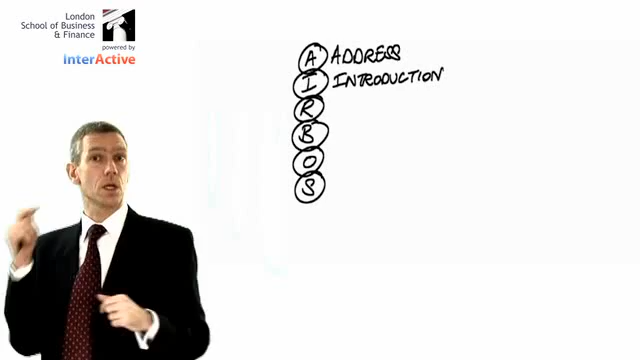 London
School of Business
& Finance
powered by
InterActive
A ADDRESS
I INTRODUCTION
R
B
O
S